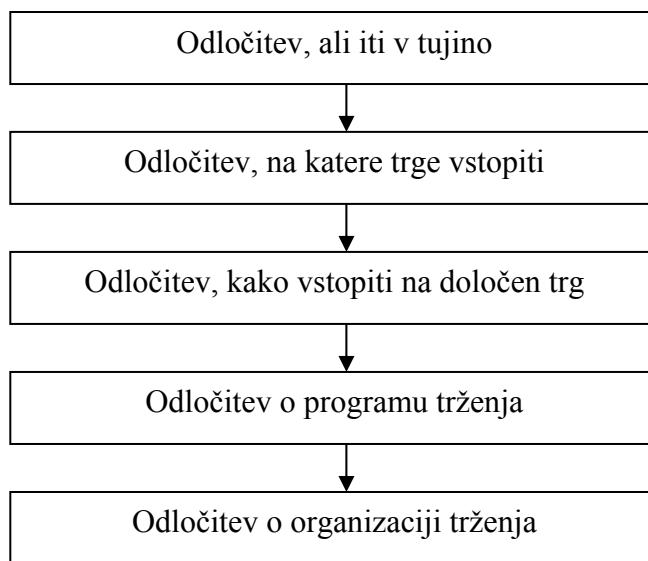 Odločitev, ali iti v tujino
Odločitev, na katere trge vstopiti
Odločitev, kako vstopiti na določen trg
Odločitev o programu trženja
Odločitev o organizaciji trženja